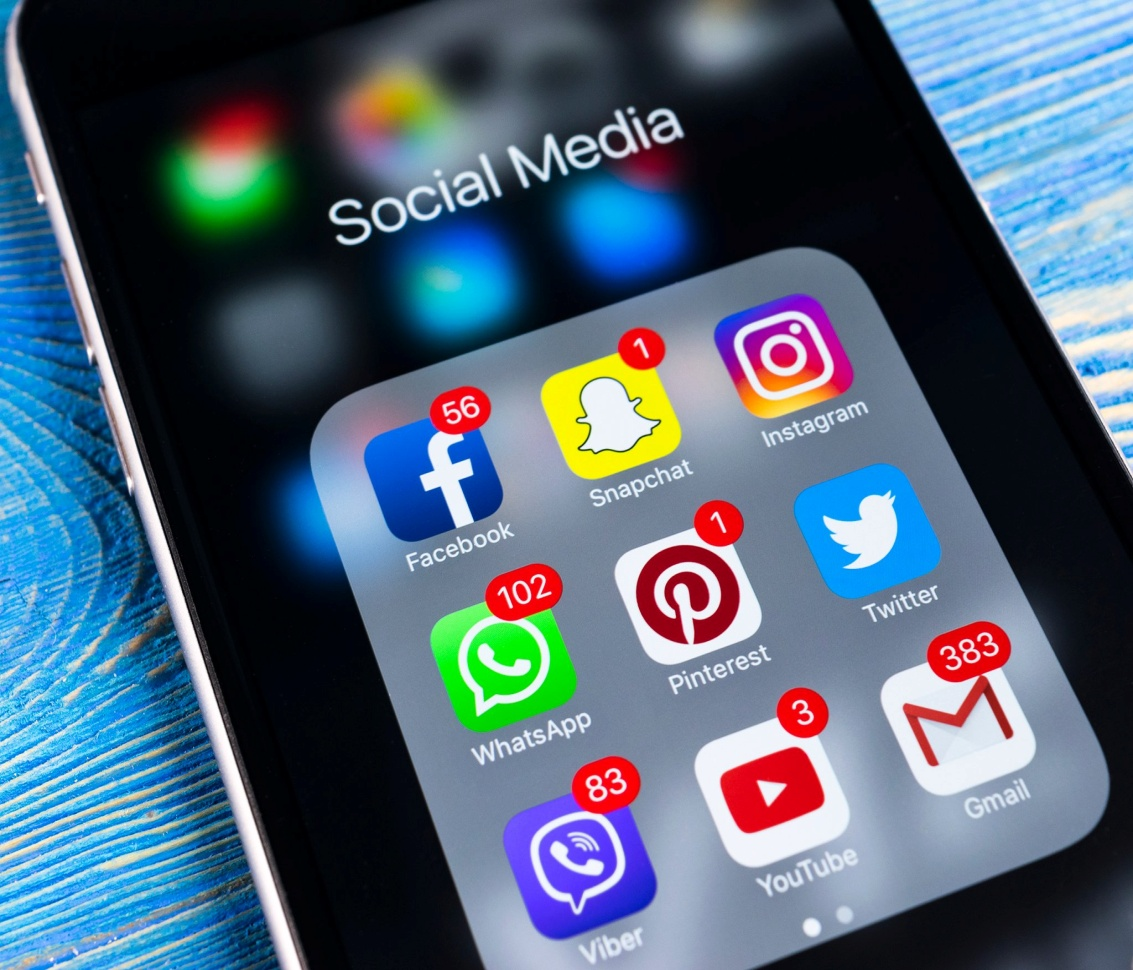 Social Media
56 1
Facebook Snapchat Instagram
102 1
WhatsApp Pinterest Twitter
83 3 383
Viber YouTube Gmail